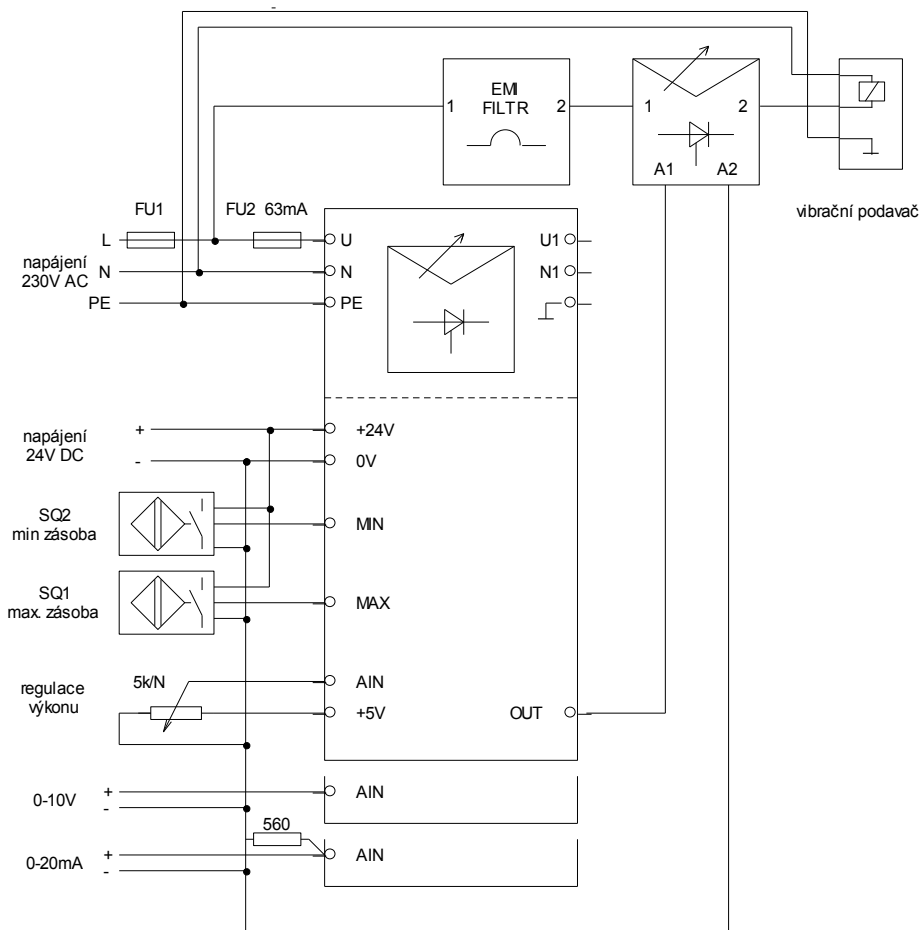 -
EMI
1 2
FILTR
1 2
A1 A2
vibrační podavač
FU1 FU2 63mA
L U U1
napájení
230V AC
N N N1
PE PE
napájení
24V DC
+ +24V
- 0V
SQ2
min zásoba
MIN
SQ1
max. zásoba
MAX
regulace
výkonu
5k/N
AIN
+5V OUT
0-10V
+ AIN
-
560
0-20mA
+ AIN
-